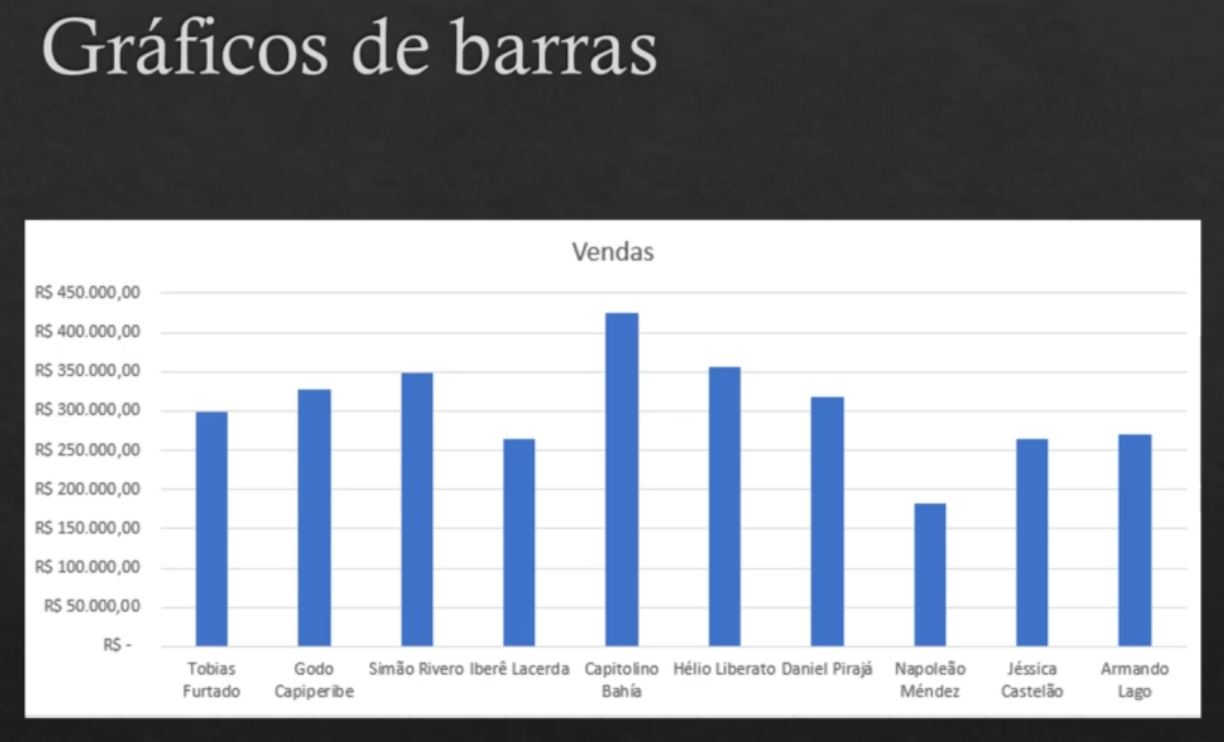 Gráficos de barras
Vendas
R$ 450.000,00
R$ 400.000,00
R$ 350.000,00
R$ 300.000,00
R$ 250.000,00
R$ 200.000,00
R$ 150.000,00
R$ 100.000,00
R$ 50.000,00
R$ -
Tobias Furtado
Godo Capiperibe
Simão Rivero
Iberê Lacerda
Capitolino Bahía
Hélio Liberato
Daniel Pirajá
Napoleão Méndez
Jéssica Castelão
Armando Lago